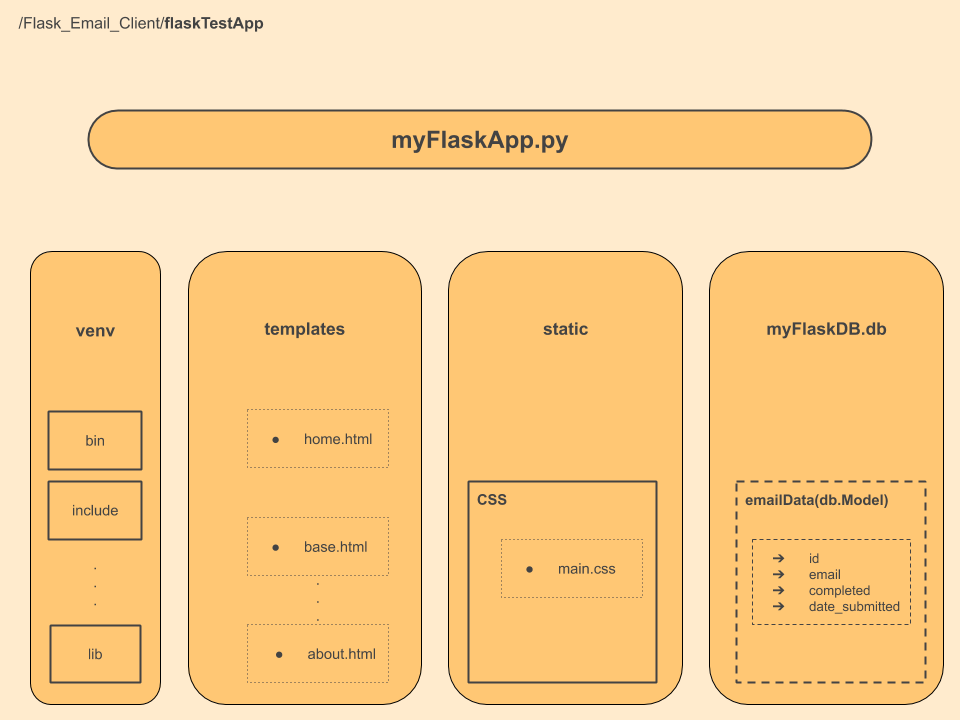 /Flask_Email_Client/flaskTestApp
myFlaskApp.py
venv
bin
include
.
.
.
lib
templates
● home.html
● base.html
.
.
.
● about.html
static
CSS
● main.css
myFlaskDB.db
emailData(db.Model)
➔ id
➔ email
➔ completed
➔ date_submitted